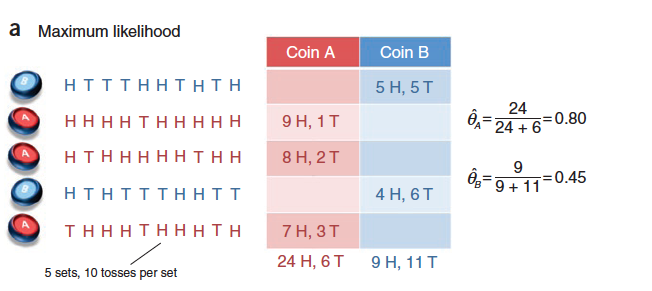 a Maximum likelihood
Coin A Coin B
B H T T T H H T H T H 5 H, 5 T
A H H H H T H H H H H 9 H, 1 T
A H T H H H H H T H H 8 H, 2 T
B H T H T T T H H T T 4 H, 6 T
A T H H H T H H H T H 7 H, 3 T
24 H, 6 T 9 H, 11 T
5 sets, 10 tosses per set
θ̂A = 24 / 24 + 6 = 0.80
θ̂B = 9 / 9 + 11 = 0.45